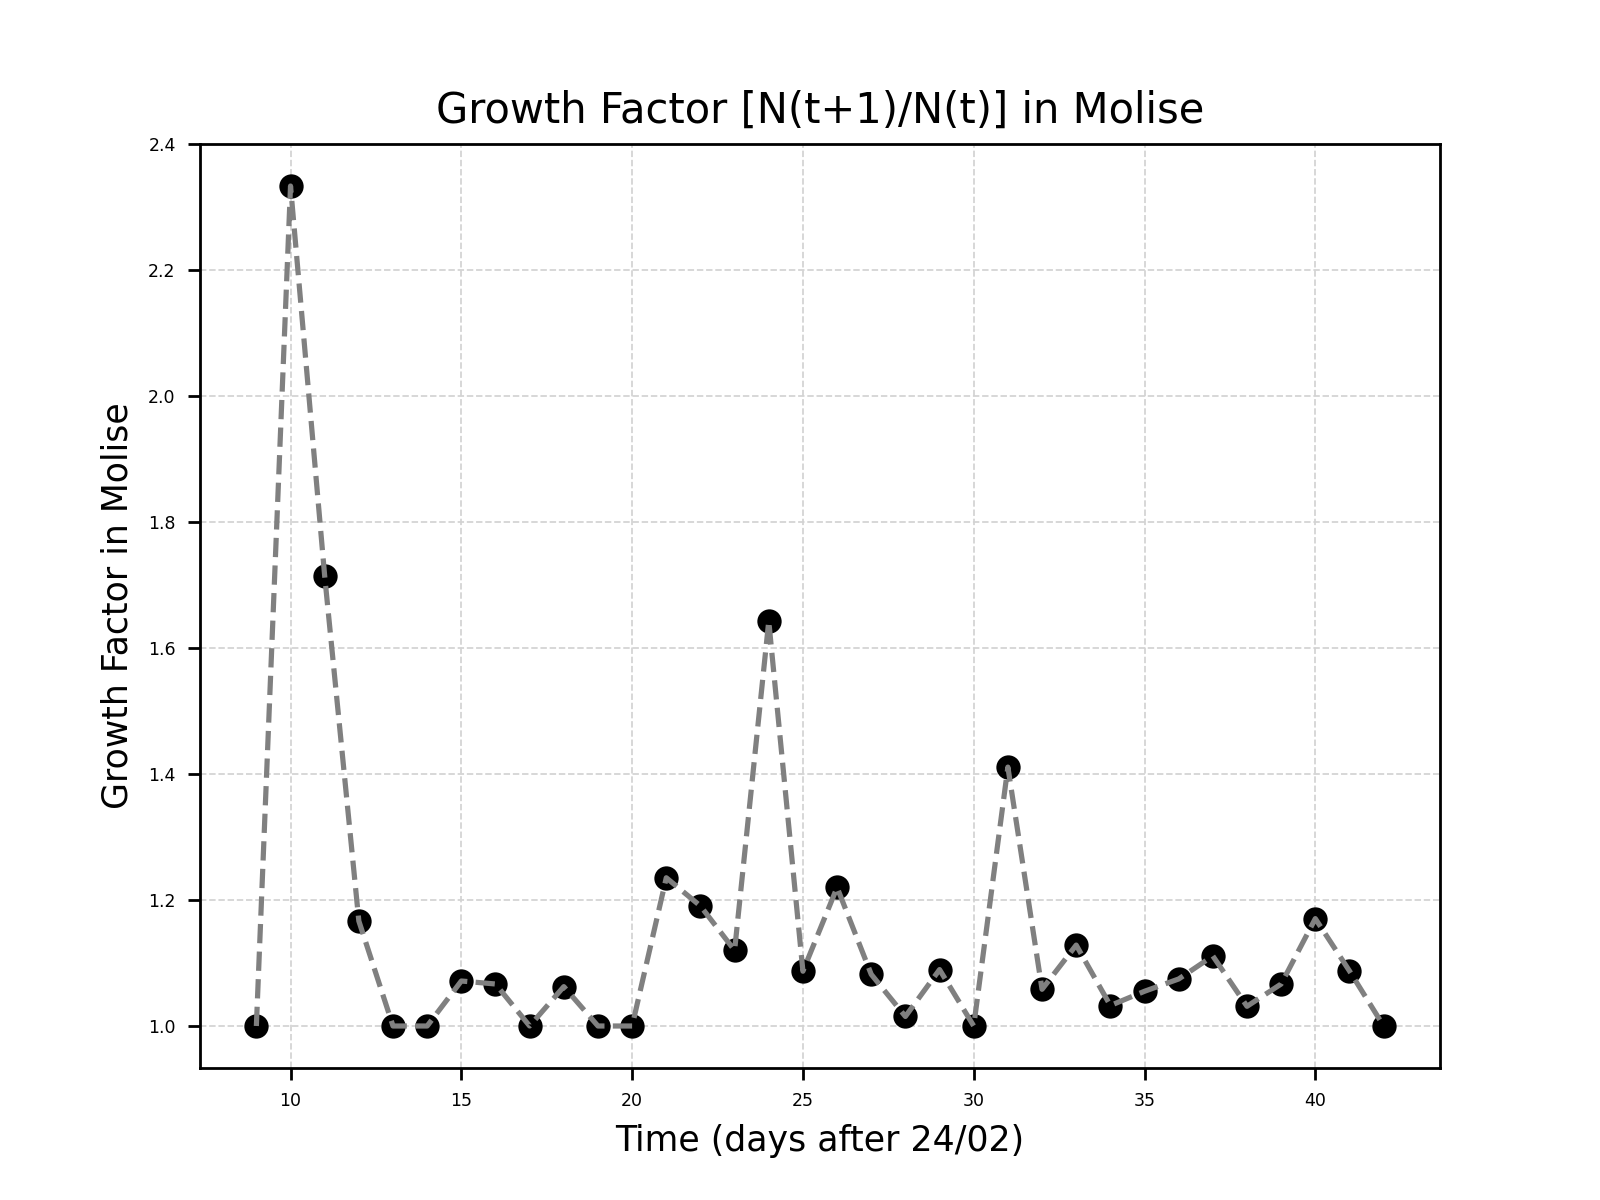 Growth Factor [N(t+1)/N(t)] in Molise
2.4
2.2
2.0
1.8
1.6
1.4
1.2
1.0
Growth Factor in Molise
10 15 20 25 30 35 40
Time (days after 24/02)